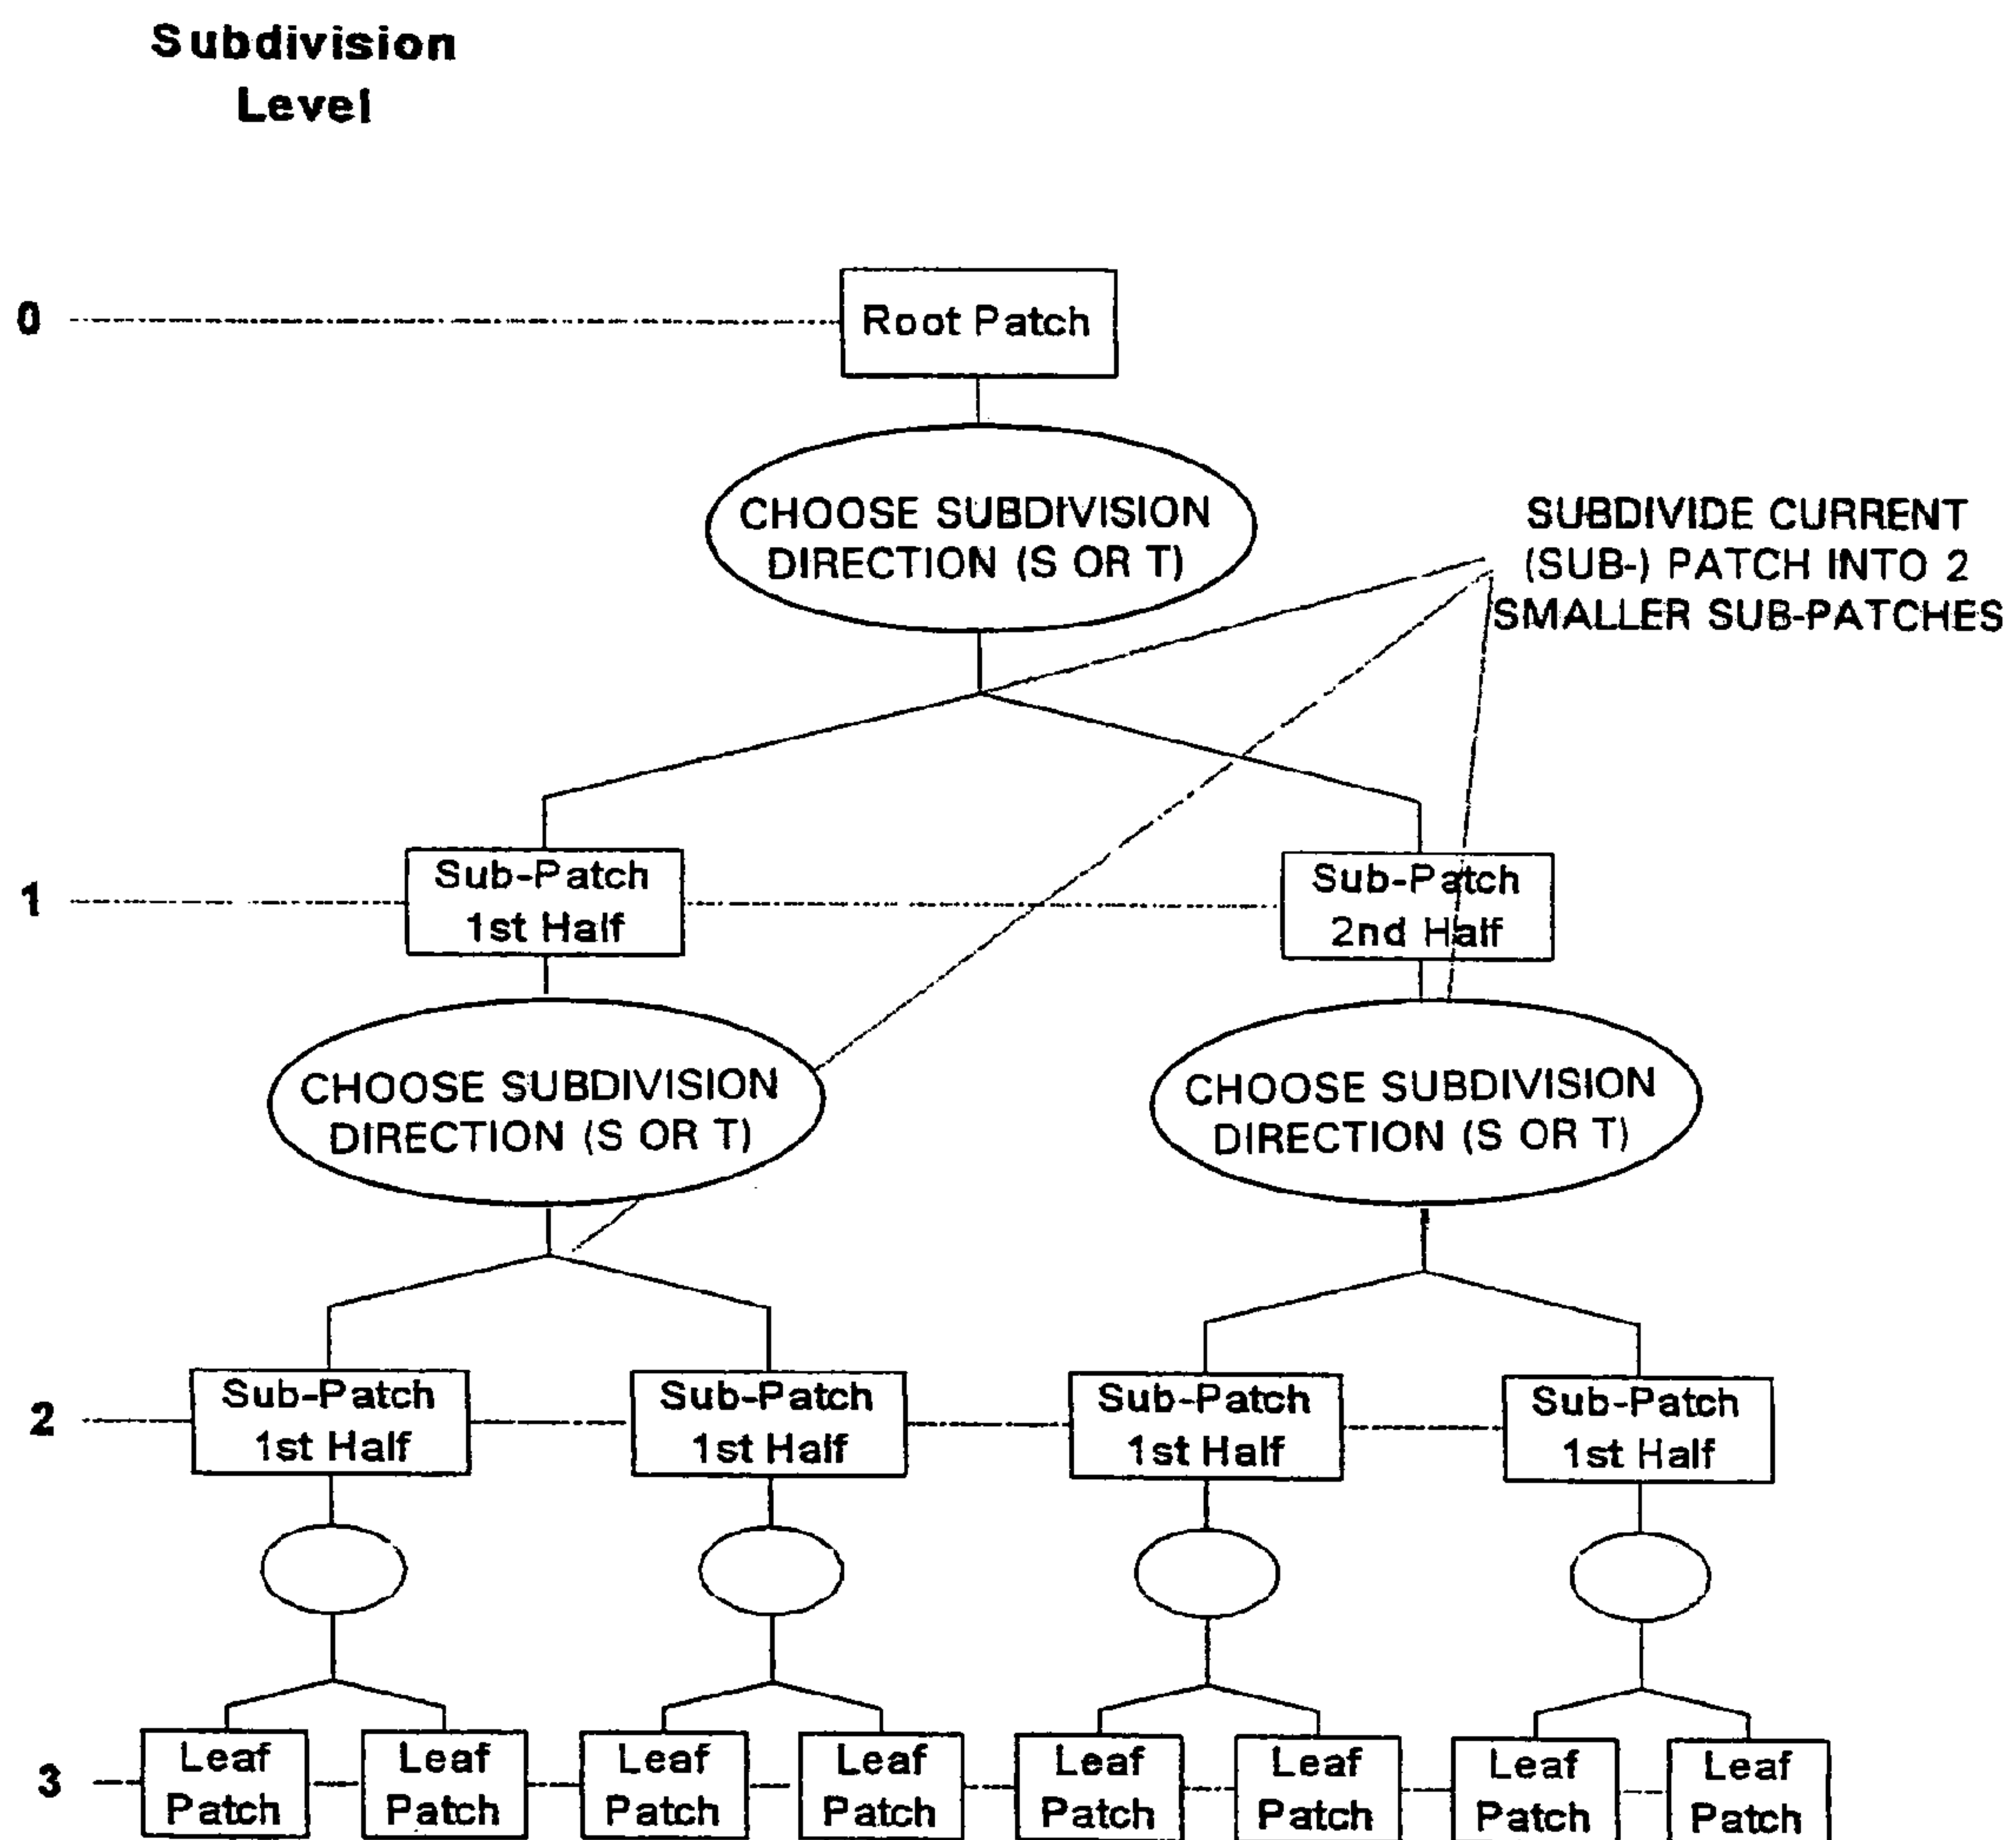 Subdivision
Level
0
Root Patch
CHOOSE SUBDIVISION
DIRECTION (S OR T)
SUBDIVIDE CURRENT
(SUB-) PATCH INTO 2
SMALLER SUB-PATCHES
1
Sub-Patch
1st Half
Sub-Patch
2nd Half
CHOOSE SUBDIVISION
DIRECTION (S OR T)
CHOOSE SUBDIVISION
DIRECTION (S OR T)
2
Sub-Patch
1st Half
Sub-Patch
1st Half
Sub-Patch
1st Half
Sub-Patch
1st Half
3
Leaf
Patch
Leaf
Patch
Leaf
Patch
Leaf
Patch
Leaf
Patch
Leaf
Patch
Leaf
Patch
Leaf
Patch